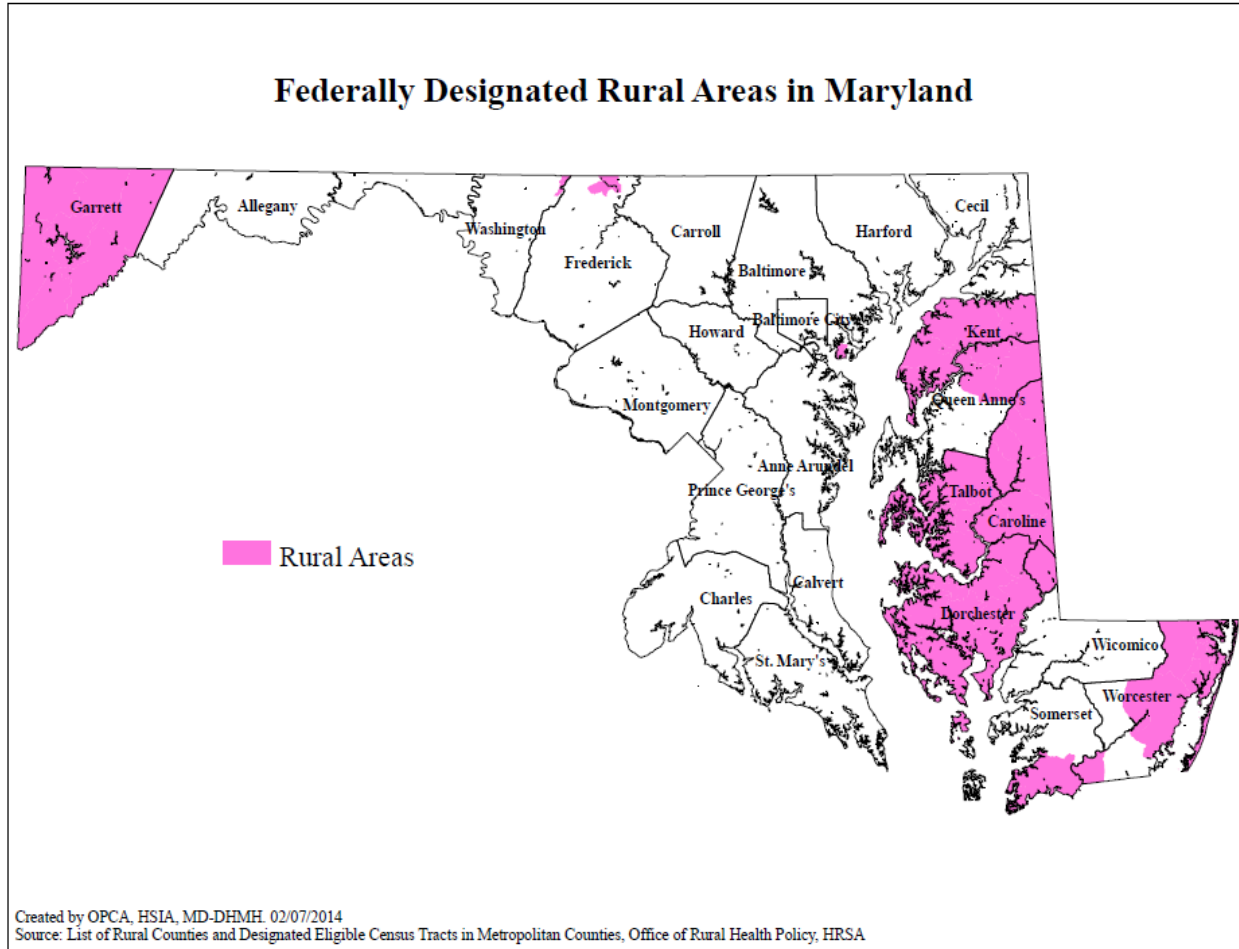 Federally Designated Rural Areas in Maryland
Garrett
Allegany
Washington
Frederick
Carroll
Baltimore
Harford
Cecil
Baltimore City
Howard
Kent
Montgomery
Queen Anne's
Anne Arundel
Prince George's
Talbot
Caroline
Rural Areas
Calvert
Charles
Dorchester
St. Mary's
Wicomico
Worcester
Somerset
Created by OPCA, HSIA, MD-DHMH. 02/07/2014
Source: List of Rural Counties and Designated Eligible Census Tracts in Metropolitan Counties, Office of Rural Health Policy, HRSA